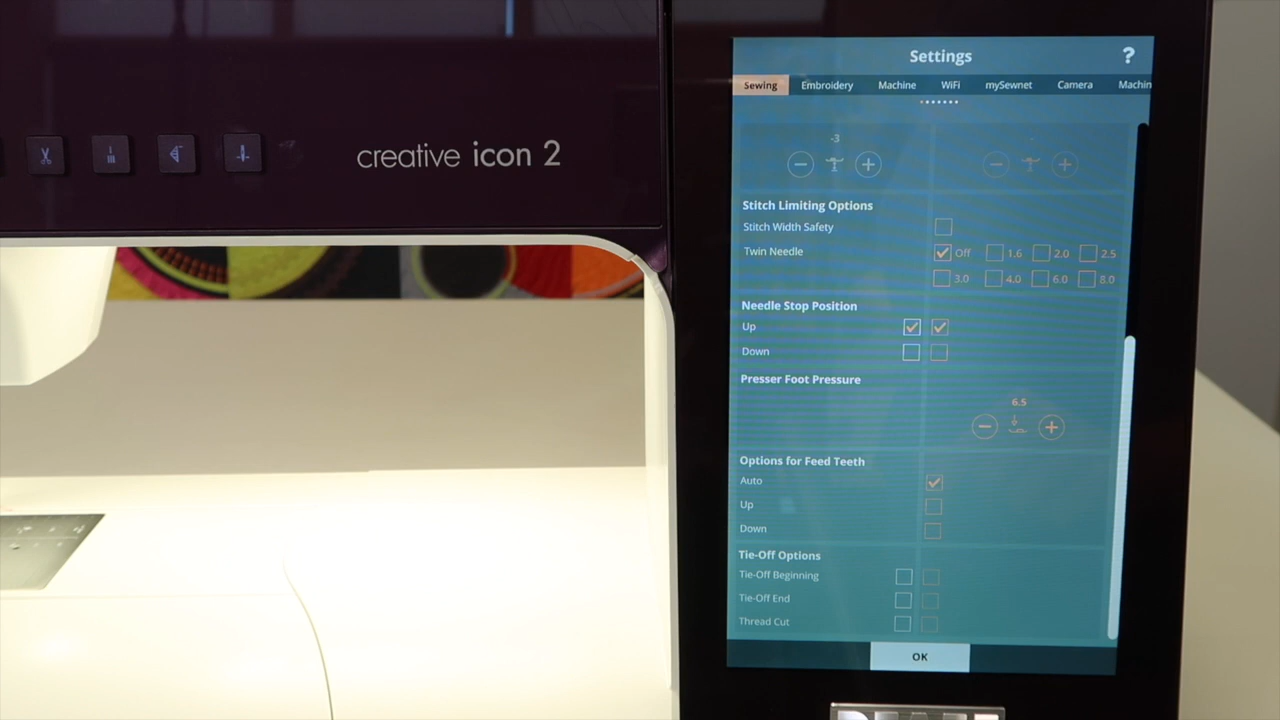 Settings ?
Sewing Embroidery Machine WiFi mySewnet Camera Machin
-3
creative icon 2
Stitch Limiting Options
Stitch Width Safety
Twin Needle Off 1.6 2.0 2.5
3.0 4.0 6.0 8.0
Needle Stop Position
Up
Down
Presser Foot Pressure
6.5
Options for Feed Teeth
Auto
Up
Down
Tie-Off Options
Tie-Off Beginning
Tie-Off End
Thread Cut
OK